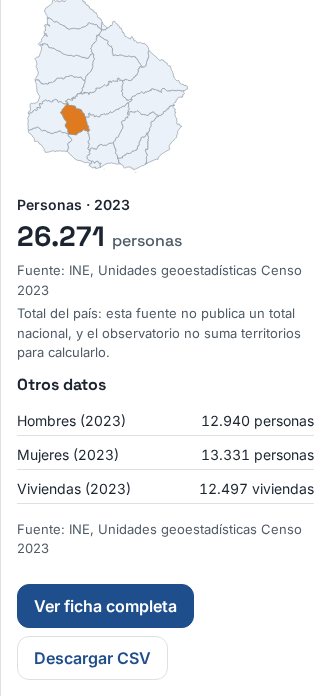 Personas · 2023
26.271 personas
Fuente: INE, Unidades geoestadísticas Censo
2023
Total del país: esta fuente no publica un total
nacional, y el observatorio no suma territorios
para calcularlo.
Otros datos
Hombres (2023) 12.940 personas
Mujeres (2023) 13.331 personas
Viviendas (2023) 12.497 viviendas
Fuente: INE, Unidades geoestadísticas Censo
2023
Ver ficha completa
Descargar CSV